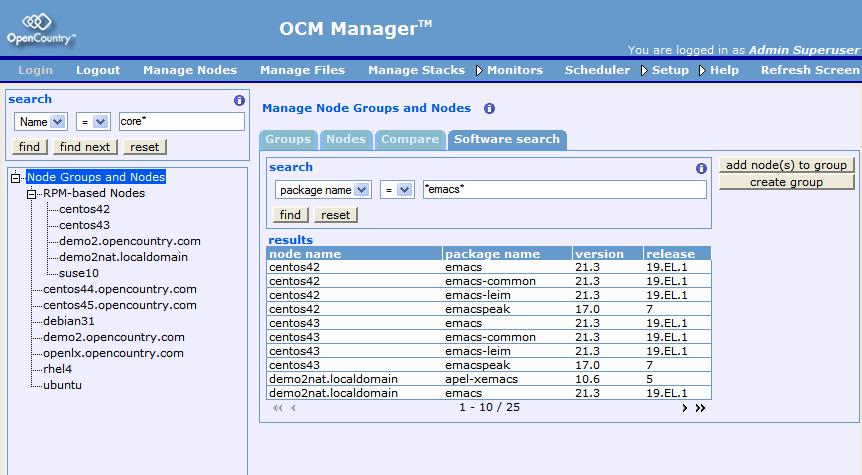 OpenCountry™
OCM Manager™
You are logged in as Admin Superuser
Login Logout Manage Nodes Manage Files Manage Stacks Monitors Scheduler Setup Help Refresh Screen
search
Name = core*
find find next reset
Node Groups and Nodes
RPM-based Nodes
centos42
centos43
demo2.opencountry.com
demo2nat.localdomain
suse10
centos44.opencountry.com
centos45.opencountry.com
debian31
demo2.opencountry.com
openlx.opencountry.com
rhel4
ubuntu
Manage Node Groups and Nodes
Groups Nodes Compare Software search
search
package name = *emacs*
find reset
add node(s) to group
create group
results
node name package name version release
centos42 emacs 21.3 19.EL.1
centos42 emacs-common 21.3 19.EL.1
centos42 emacs-leim 21.3 19.EL.1
centos42 emacspeak 17.0 7
centos43 emacs 21.3 19.EL.1
centos43 emacs-common 21.3 19.EL.1
centos43 emacs-leim 21.3 19.EL.1
centos43 emacspeak 17.0 7
demo2nat.localdomain apel-xemacs 10.6 5
demo2nat.localdomain emacs 21.3 19.EL.1
1 - 10 / 25